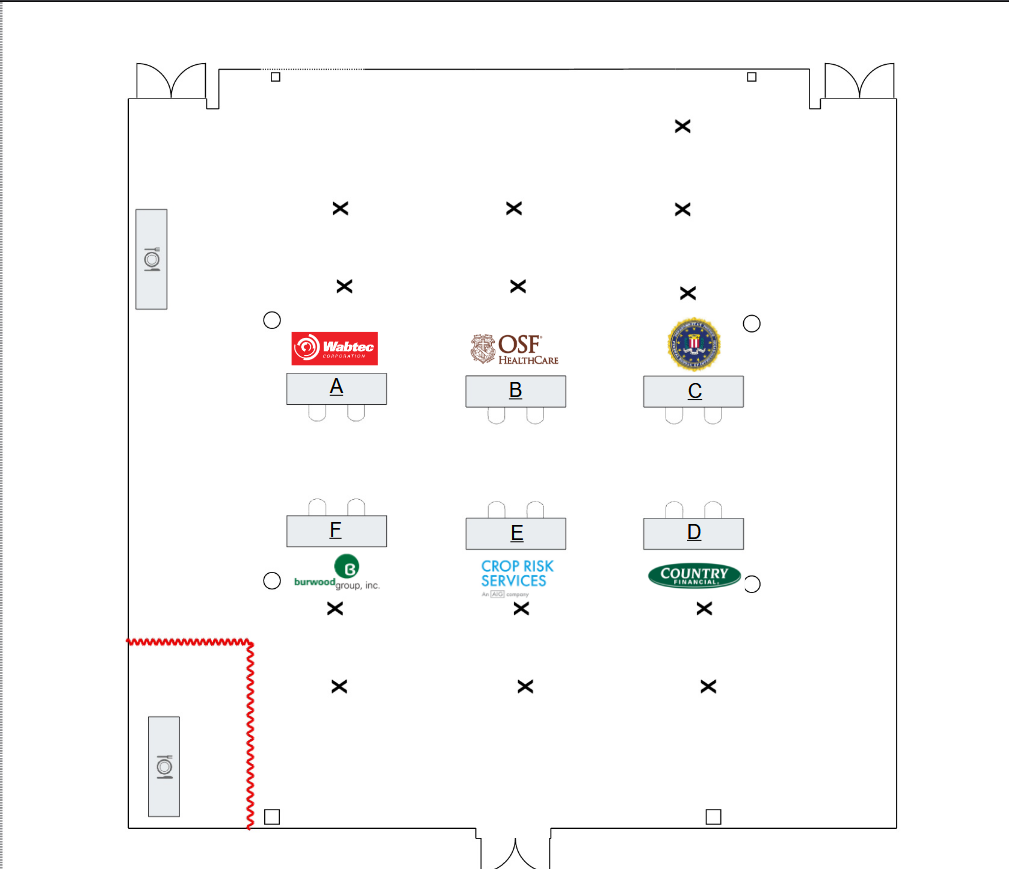 X
X X X
X X X
Wabtec
CORPORATION
OSF
HEALTHCARE
A B C
F E D
burwood group, inc.
CROP RISK
SERVICES
An AIG company
COUNTRY
FINANCIAL
X X X
X X X